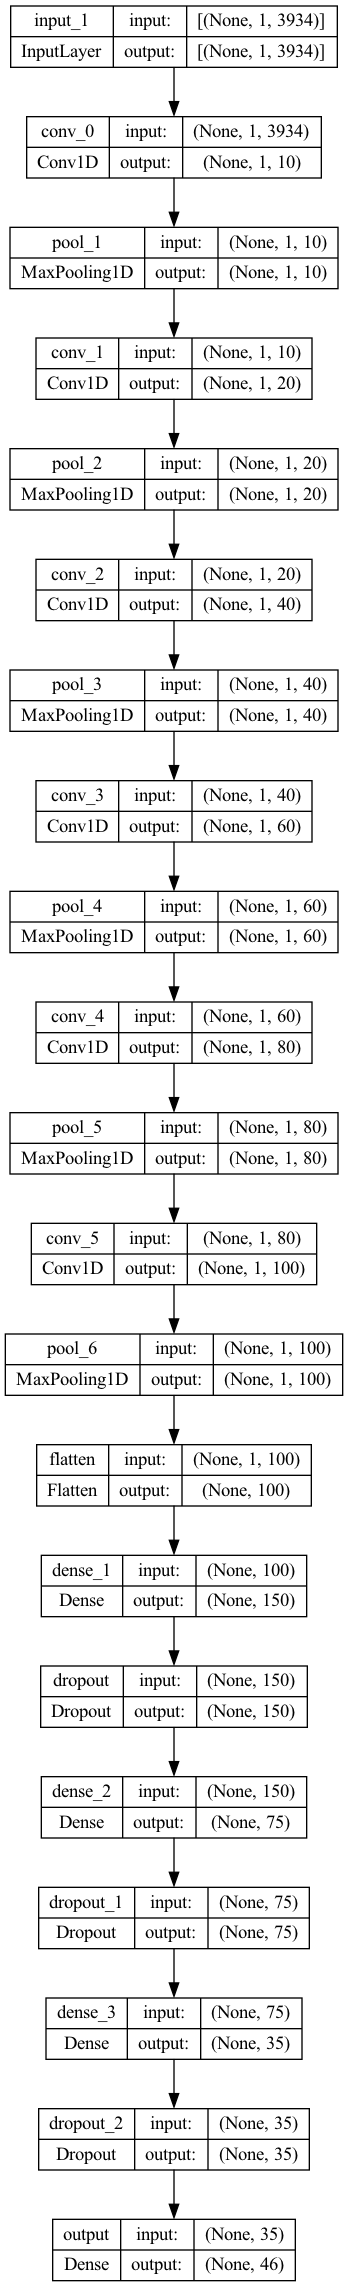 input_1 input: [(None, 1, 3934)]
InputLayer output: [(None, 1, 3934)]
conv_0 input: (None, 1, 3934)
Conv1D output: (None, 1, 10)
pool_1 input: (None, 1, 10)
MaxPooling1D output: (None, 1, 10)
conv_1 input: (None, 1, 10)
Conv1D output: (None, 1, 20)
pool_2 input: (None, 1, 20)
MaxPooling1D output: (None, 1, 20)
conv_2 input: (None, 1, 20)
Conv1D output: (None, 1, 40)
pool_3 input: (None, 1, 40)
MaxPooling1D output: (None, 1, 40)
conv_3 input: (None, 1, 40)
Conv1D output: (None, 1, 60)
pool_4 input: (None, 1, 60)
MaxPooling1D output: (None, 1, 60)
conv_4 input: (None, 1, 60)
Conv1D output: (None, 1, 80)
pool_5 input: (None, 1, 80)
MaxPooling1D output: (None, 1, 80)
conv_5 input: (None, 1, 80)
Conv1D output: (None, 1, 100)
pool_6 input: (None, 1, 100)
MaxPooling1D output: (None, 1, 100)
flatten input: (None, 1, 100)
Flatten output: (None, 100)
dense_1 input: (None, 100)
Dense output: (None, 150)
dropout input: (None, 150)
Dropout output: (None, 150)
dense_2 input: (None, 150)
Dense output: (None, 75)
dropout_1 input: (None, 75)
Dropout output: (None, 75)
dense_3 input: (None, 75)
Dense output: (None, 35)
dropout_2 input: (None, 35)
Dropout output: (None, 35)
output input: (None, 35)
Dense output: (None, 46)